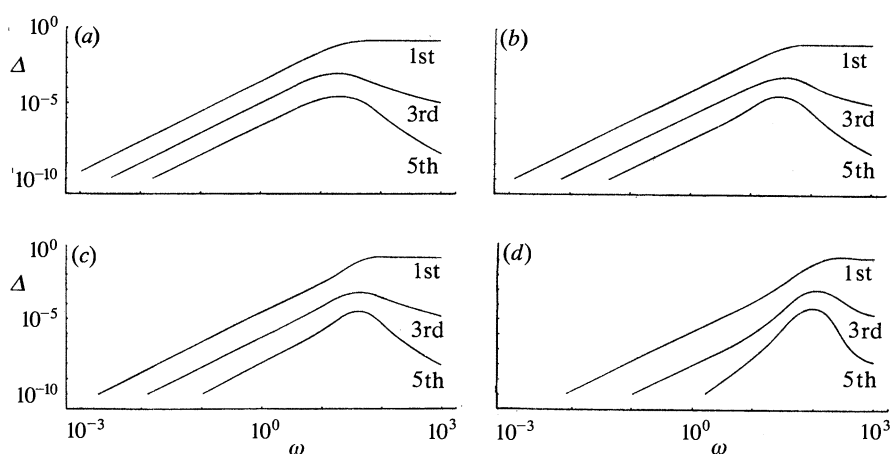 10^0 (a) 1st (b) 1st
Δ
10^-5 3rd 3rd
10^-10 5th 5th
10^0 (c) 1st (d) 1st
Δ
10^-5 3rd 3rd
10^-10 5th 5th
10^-3 10^0 10^3 10^-3 10^0 10^3
ω ω